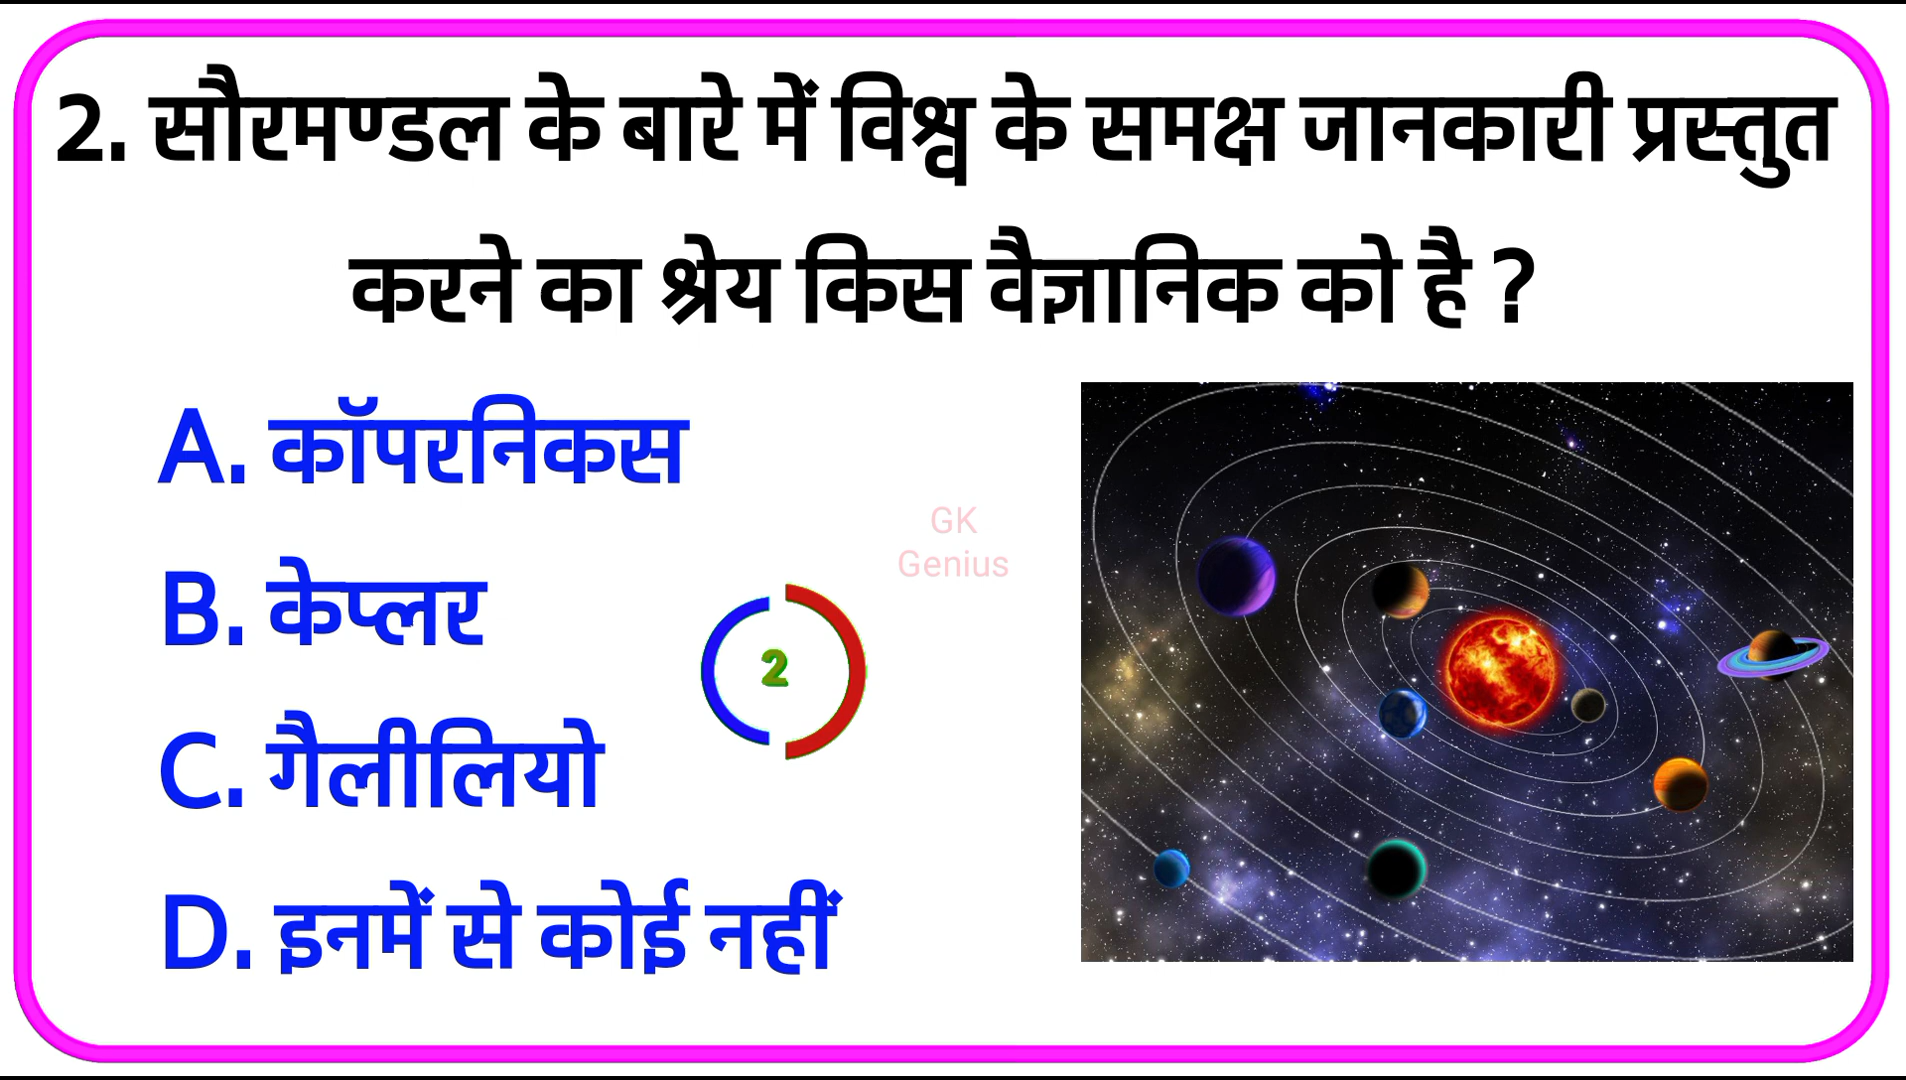 2. सौरमण्डल के बारे में विश्व के समक्ष जानकारी प्रस्तुत
करने का श्रेय किस वैज्ञानिक को है ?
A. कॉपरनिकस
GK
Genius
B. केप्लर
2
C. गैलीलियो
D. इनमें से कोई नहीं